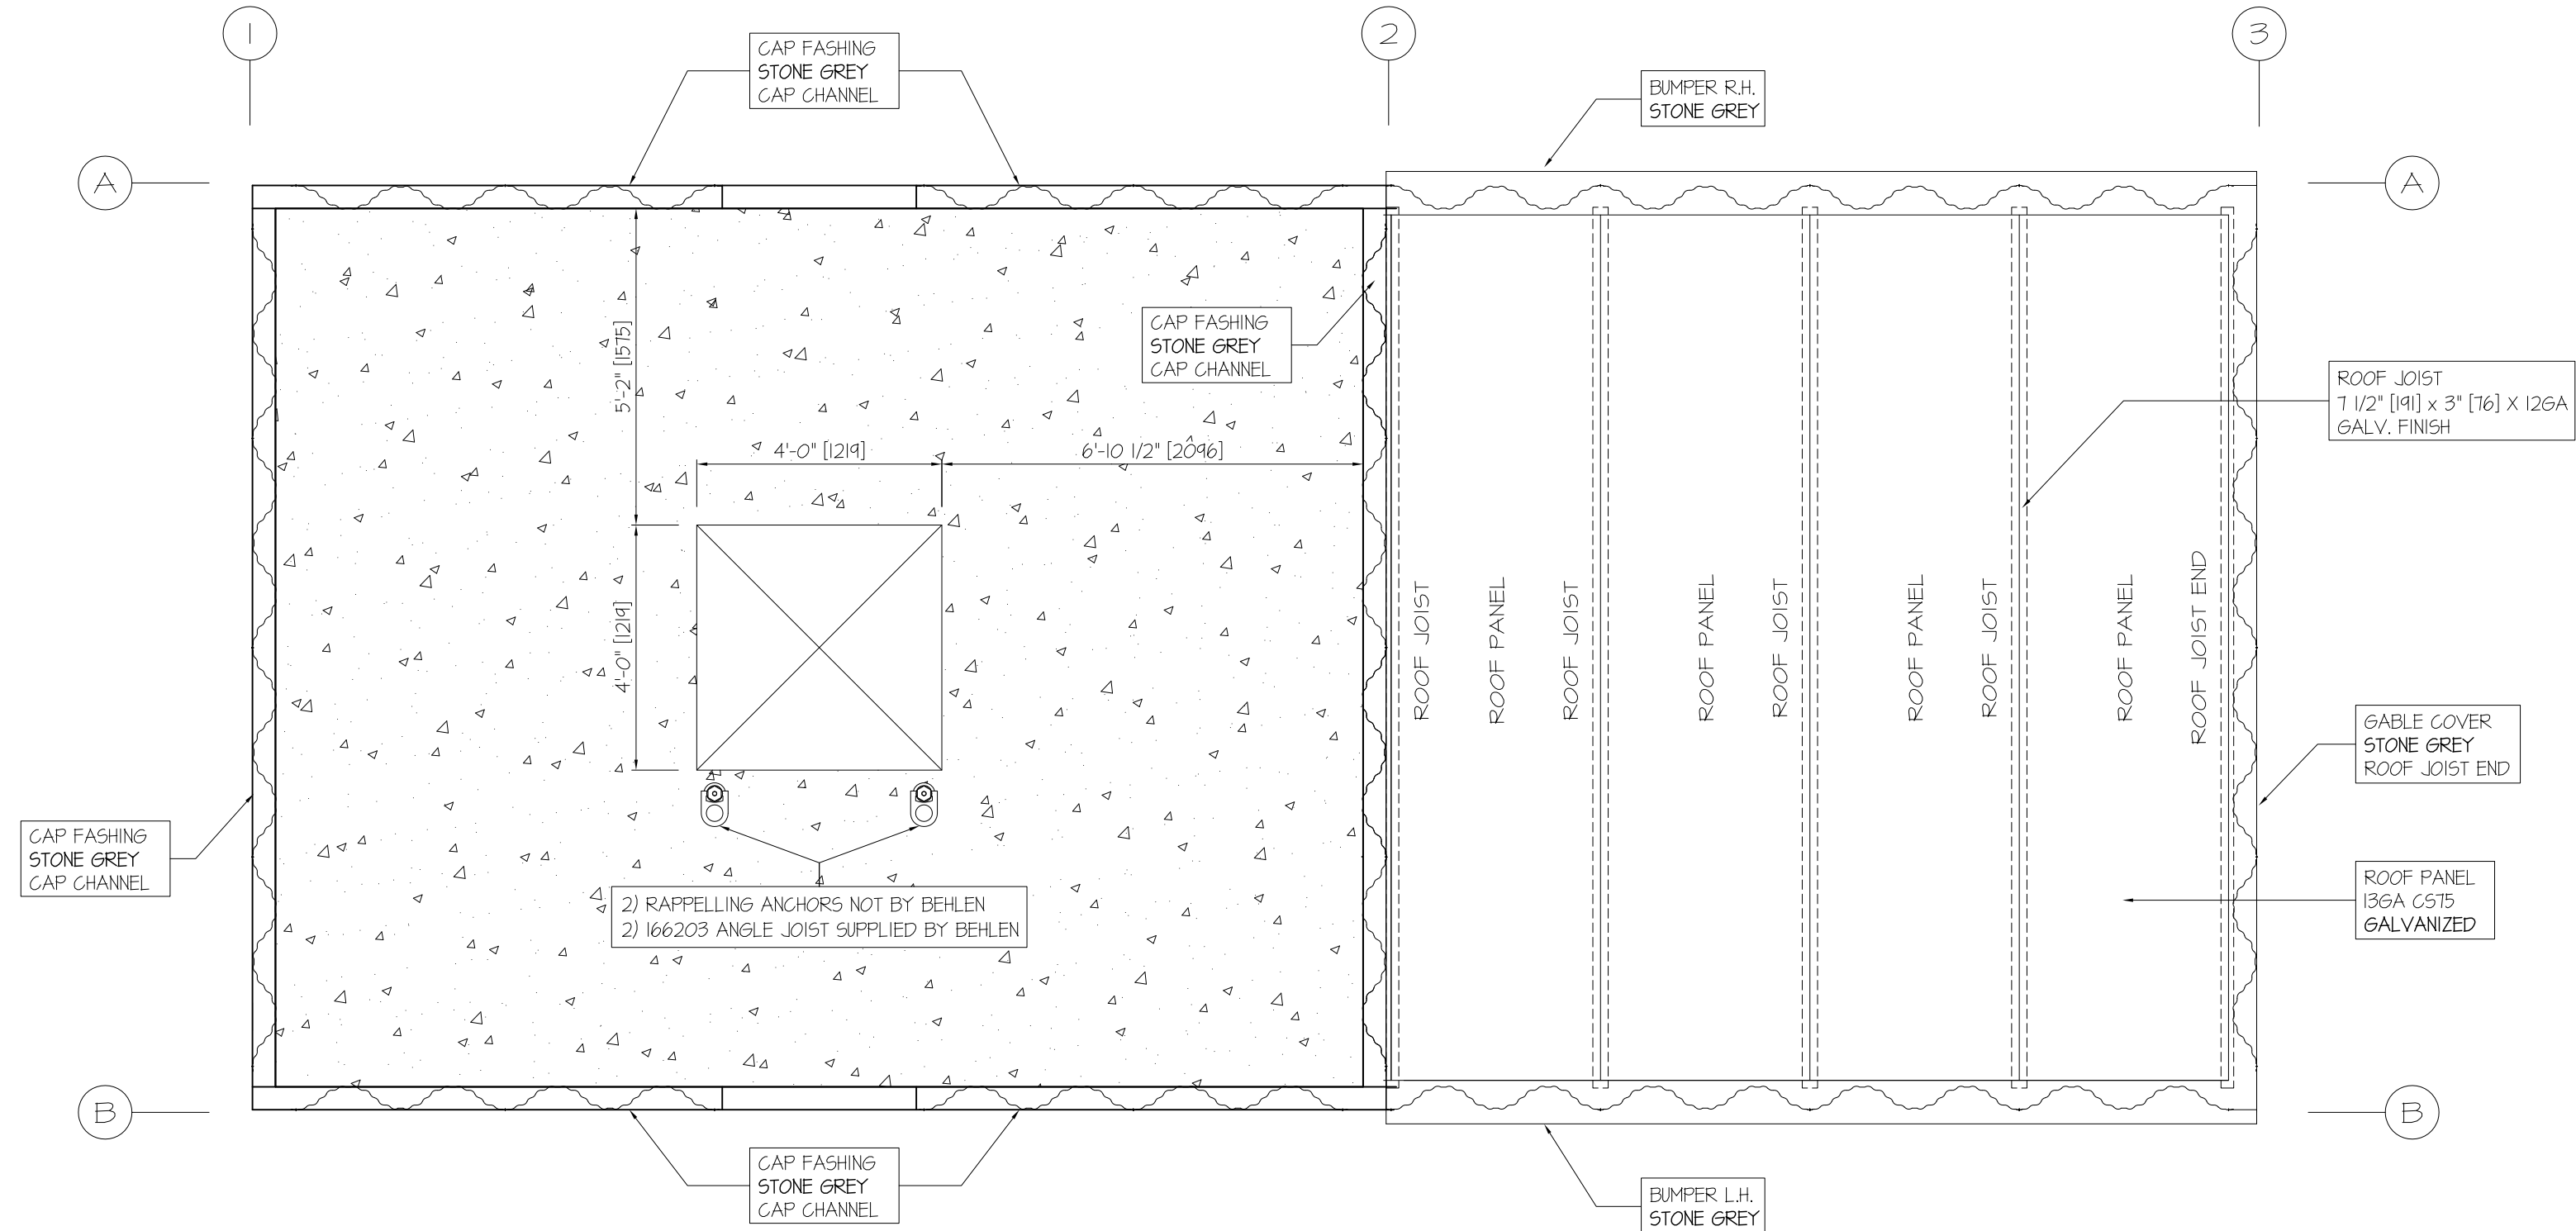 1
2
3
CAP FASHING
STONE GREY
CAP CHANNEL
BUMPER R.H.
STONE GREY
A
A
CAP FASHING
STONE GREY
CAP CHANNEL
5'-2" [1575]
4'-0" [1219]
6'-10 1/2" [2096]
ROOF JOIST
7 1/2" [191] x 3" [76] X 12GA
GALV. FINISH
4'-0" [1219]
ROOF JOIST
ROOF PANEL
ROOF JOIST
ROOF PANEL
ROOF JOIST
ROOF PANEL
ROOF JOIST
ROOF PANEL
ROOF JOIST END
GABLE COVER
STONE GREY
ROOF JOIST END
CAP FASHING
STONE GREY
CAP CHANNEL
2) RAPPELLING ANCHORS NOT BY BEHLEN
2) 166203 ANGLE JOIST SUPPLIED BY BEHLEN
ROOF PANEL
13GA CS75
GALVANIZED
B
B
CAP FASHING
STONE GREY
CAP CHANNEL
BUMPER L.H.
STONE GREY